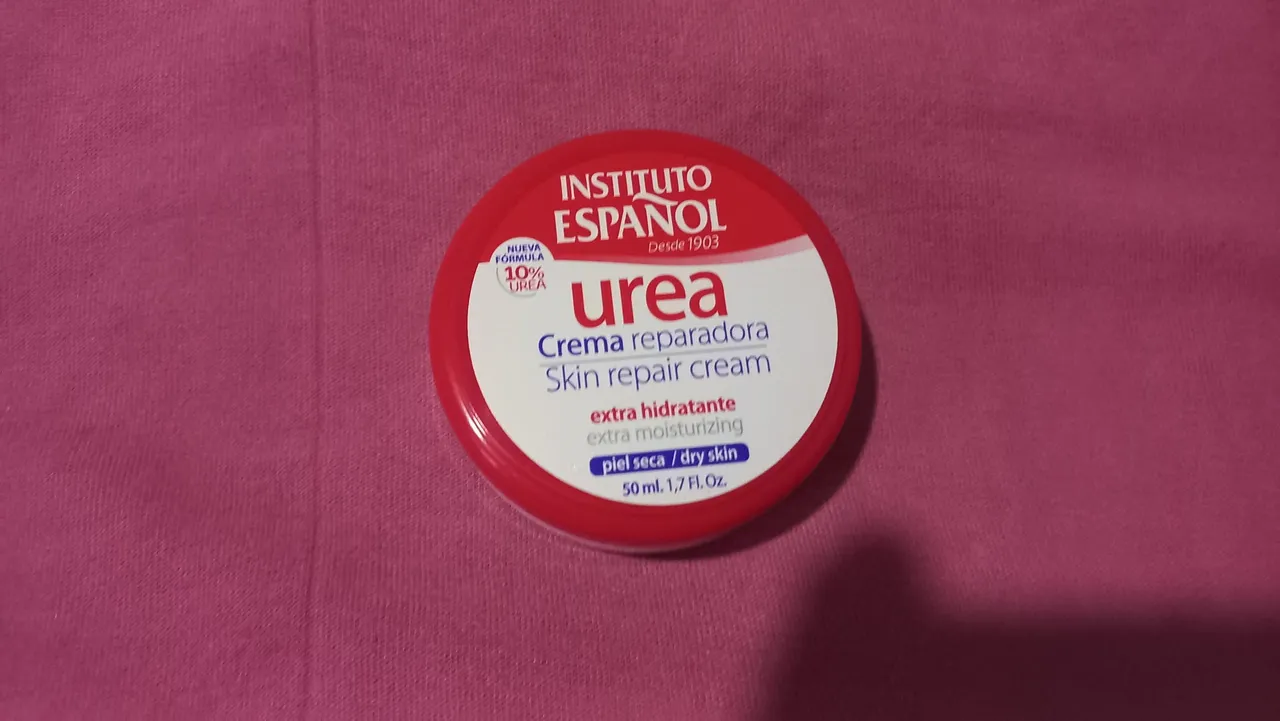 INSTITUTO
ESPAÑOL
Desde 1903
NUEVA
FÓRMULA
10%
UREA
urea
Crema reparadora
Skin repair cream
extra hidratante
extra moisturizing
piel seca / dry skin
50 ml. 1,7 Fl. Oz.